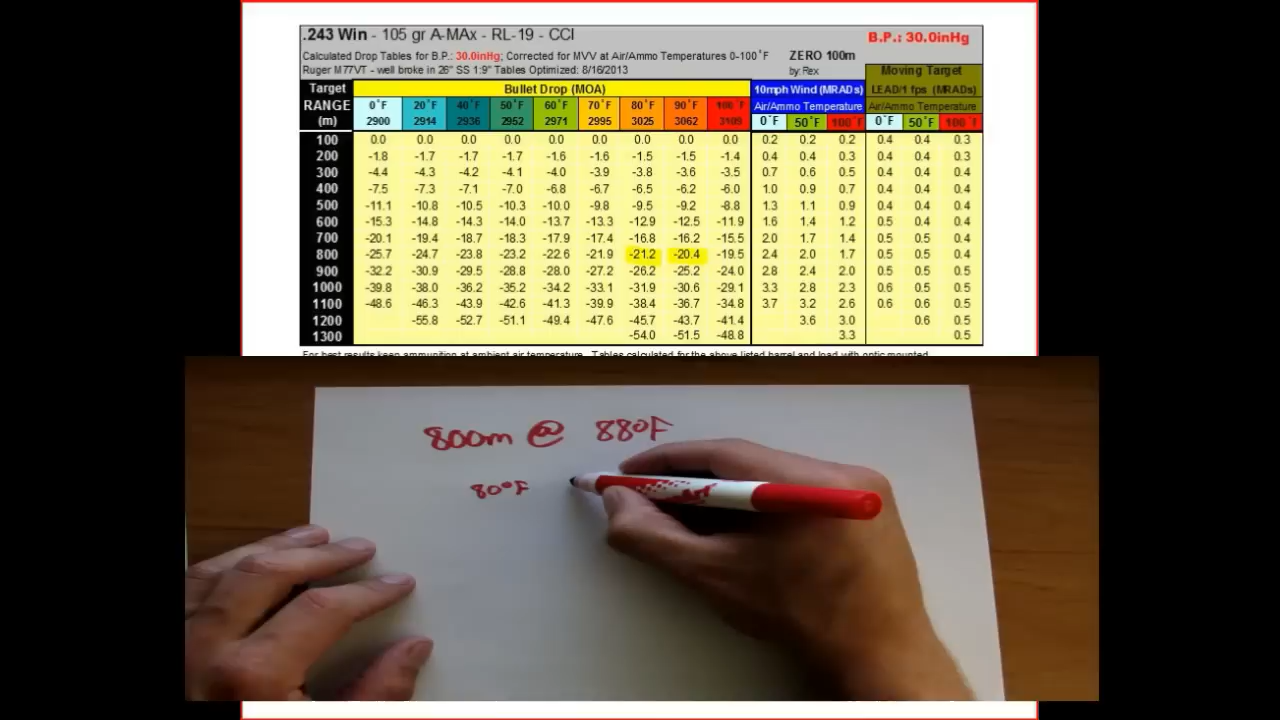 .243 Win - 105 gr A-MAx - RL-19 - CCI B.P.: 30.0inHg
Calculated Drop Tables for B.P.: 30.0inHg; Corrected for MVV at Air/Ammo Temperatures 0-100°F ZERO 100m
Ruger M77VT - well broke in 26" SS 1:9" Tables Optimized: 8/16/2013 by: Rex Moving Target
Target Bullet Drop (MOA) 10mph Wind (MRADs) LEAD/1 fps (MRADs)
RANGE 0°F 20°F 40°F 50°F 60°F 70°F 80°F 90°F 100°F Air/Ammo Temperature Air/Ammo Temperature
(m) 2900 2914 2936 2952 2971 2995 3025 3062 3109 0°F 50°F 100°F 0°F 50°F 100°F
100 0.0 0.0 0.0 0.0 0.0 0.0 0.0 0.0 0.0 0.2 0.2 0.2 0.4 0.4 0.3
200 -1.8 -1.7 -1.7 -1.7 -1.6 -1.6 -1.5 -1.5 -1.4 0.4 0.4 0.3 0.4 0.4 0.4
300 -4.4 -4.3 -4.2 -4.1 -4.0 -3.9 -3.8 -3.6 -3.5 0.7 0.6 0.5 0.4 0.4 0.4
400 -7.5 -7.3 -7.1 -7.0 -6.8 -6.7 -6.5 -6.2 -6.0 1.0 0.9 0.7 0.4 0.4 0.4
500 -11.1 -10.8 -10.5 -10.3 -10.0 -9.8 -9.5 -9.2 -8.8 1.3 1.1 0.9 0.4 0.4 0.4
600 -15.3 -14.8 -14.3 -14.0 -13.7 -13.3 -12.9 -12.5 -11.9 1.6 1.4 1.2 0.5 0.4 0.4
700 -20.1 -19.4 -18.7 -18.3 -17.9 -17.4 -16.8 -16.2 -15.5 2.0 1.7 1.4 0.5 0.5 0.4
800 -25.7 -24.7 -23.8 -23.2 -22.6 -21.9 -21.2 -20.4 -19.5 2.4 2.0 1.7 0.5 0.5 0.4
900 -32.2 -30.9 -29.5 -28.8 -28.0 -27.2 -26.2 -25.2 -24.0 2.8 2.4 2.0 0.5 0.5 0.5
1000 -39.8 -38.0 -36.2 -35.2 -34.2 -33.1 -31.9 -30.6 -29.1 3.3 2.8 2.3 0.6 0.5 0.5
1100 -48.6 -46.3 -43.9 -42.6 -41.3 -39.9 -38.4 -36.7 -34.8 3.7 3.2 2.6 0.6 0.6 0.5
1200 -55.8 -52.7 -51.1 -49.4 -47.6 -45.7 -43.7 -41.4 3.6 3.0 0.6 0.5
1300 -54.0 -51.5 -48.8 3.3 0.5
For best results keep ammunition at ambient air temperature. Tables calculated for the above listed barrel and load with optic mounted.
800m @ 88°F
80°F